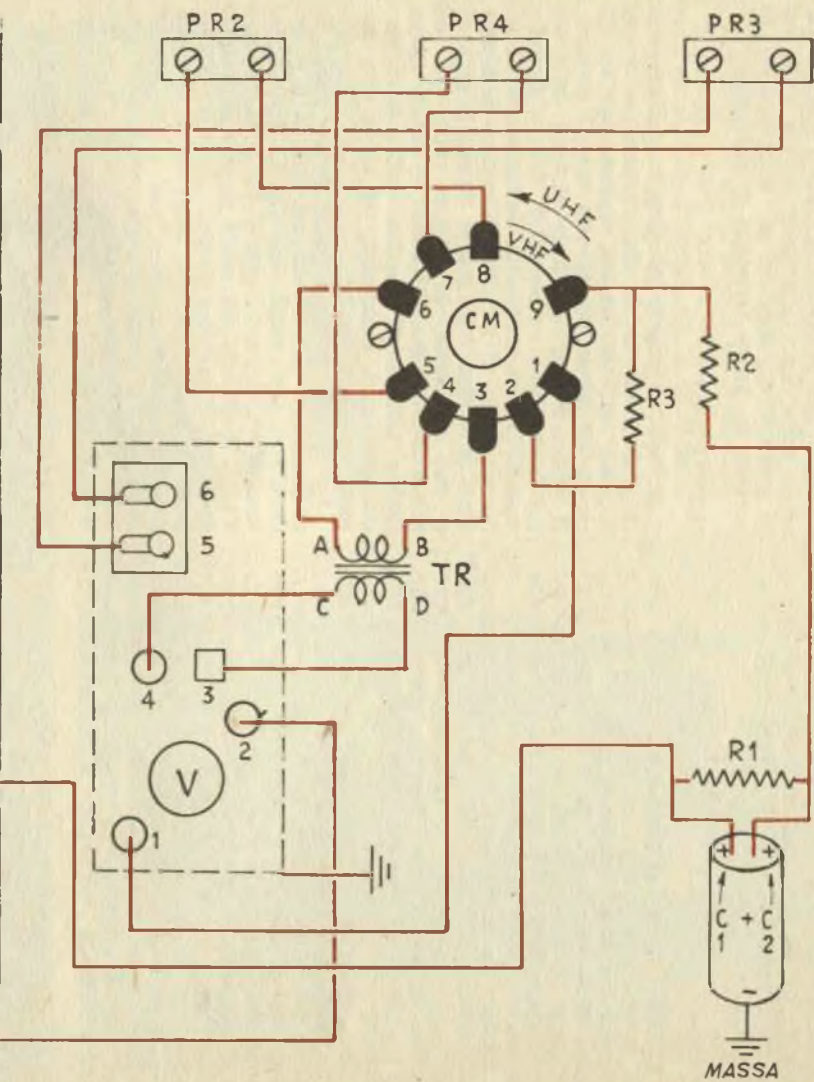 PR2 PR4 PR3
UHF
VHF
7 8
6 CM 9
5 4 3 2 1
R3 R2
6
5
A B
TR
C D
4 3
2
V
1
R1
+ +
C + C
1 2
−
MASSA